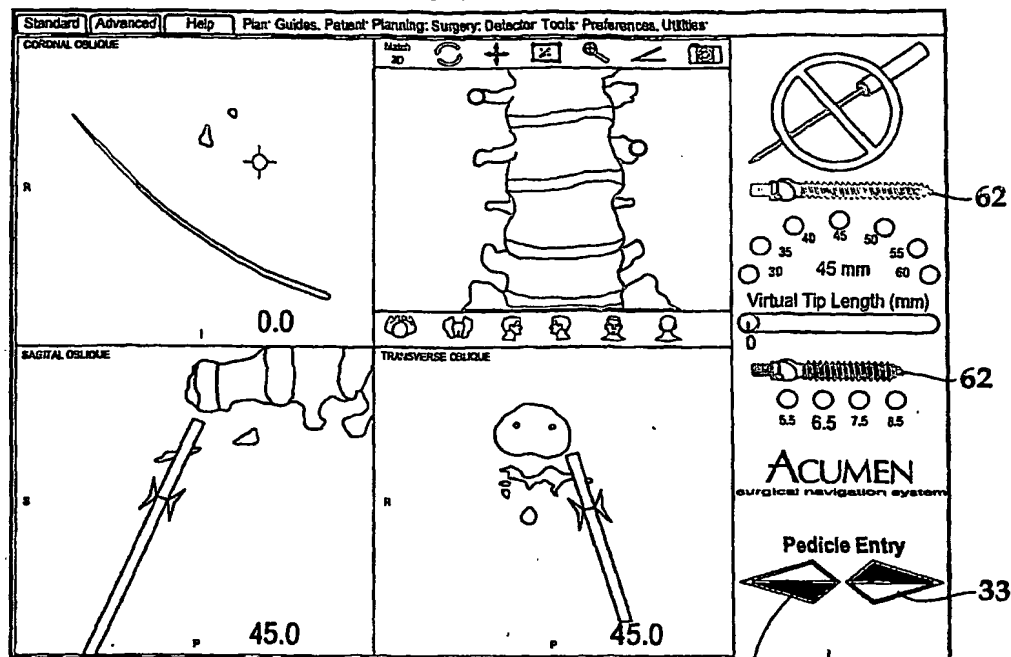 Standard Advanced Help Plan Guides. Patient Planning: Surgery: Detector Tools Preferences. Utilities
CORONAL OBLIQUE
R
I
0.0
Match
3D
62
30 35 40 45 50 55 60
45 mm
Virtual Tip Length (mm)
0
62
5.5 6.5 7.5 8.5
ACUMEN
surgical navigation system
SAGITAL OBLIQUE
S
P
45.0
TRANSVERSE OBLIQUE
R
P
45.0
Pedicle Entry
33